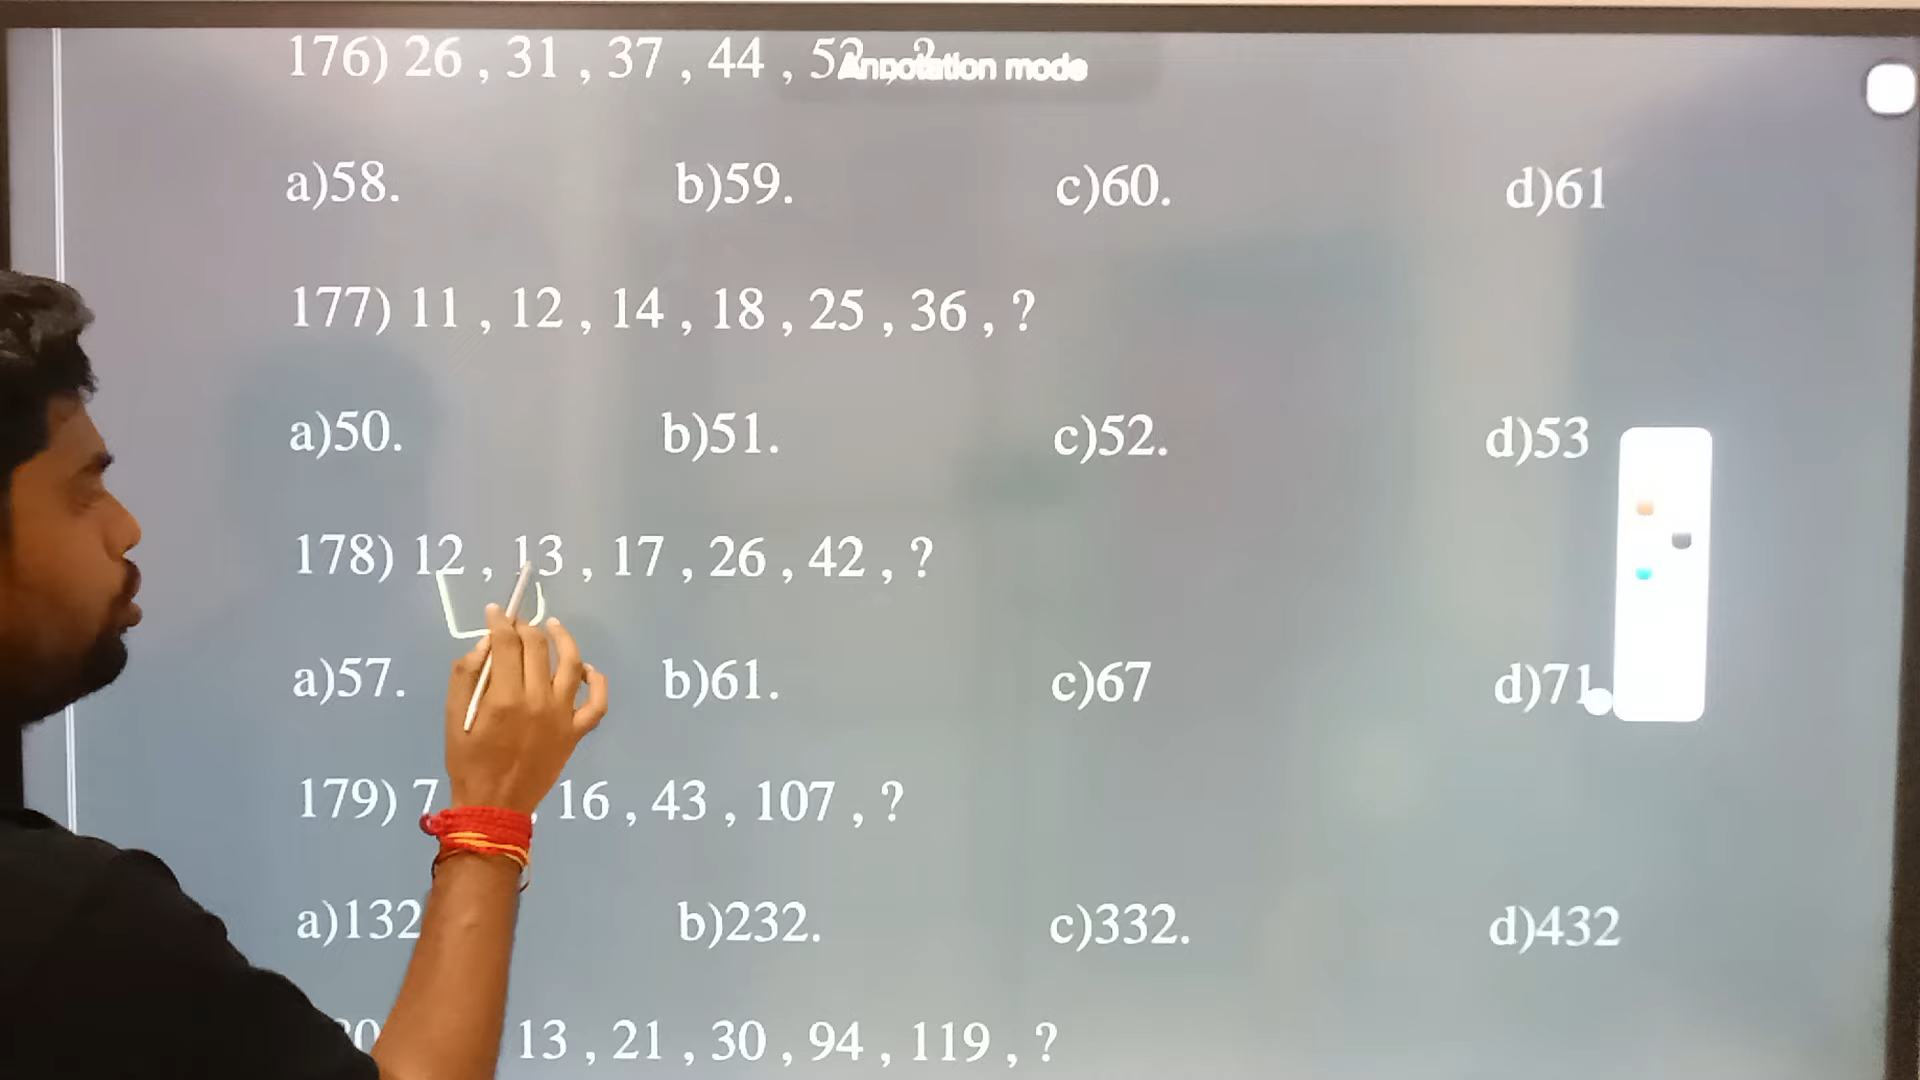 176) 26 , 31 , 37 , 44 , 52 , ?
Annotation mode
a)58. b)59. c)60. d)61
177) 11 , 12 , 14 , 18 , 25 , 36 , ?
a)50. b)51. c)52. d)53
178) 12 , 13 , 17 , 26 , 42 , ?
a)57. b)61. c)67 d)71
179) 7 , 16 , 43 , 107 , ?
a)132 b)232. c)332. d)432
13 , 21 , 30 , 94 , 119 , ?